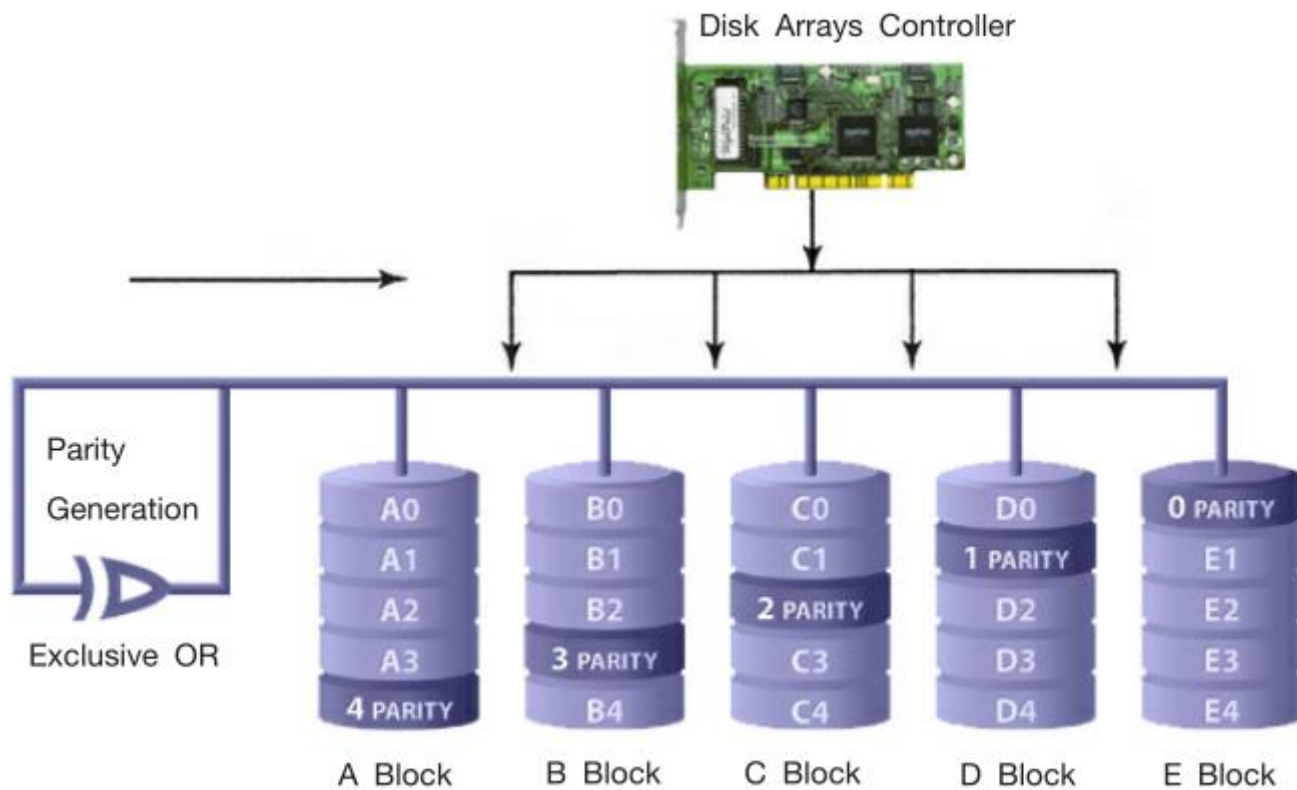 Disk Arrays Controller
Parity
Generation
Exclusive OR
A0
A1
A2
A3
4 PARITY
A Block
B0
B1
B2
3 PARITY
B4
B Block
C0
C1
2 PARITY
C3
C4
C Block
D0
1 PARITY
D2
D3
D4
D Block
0 PARITY
E1
E2
E3
E4
E Block